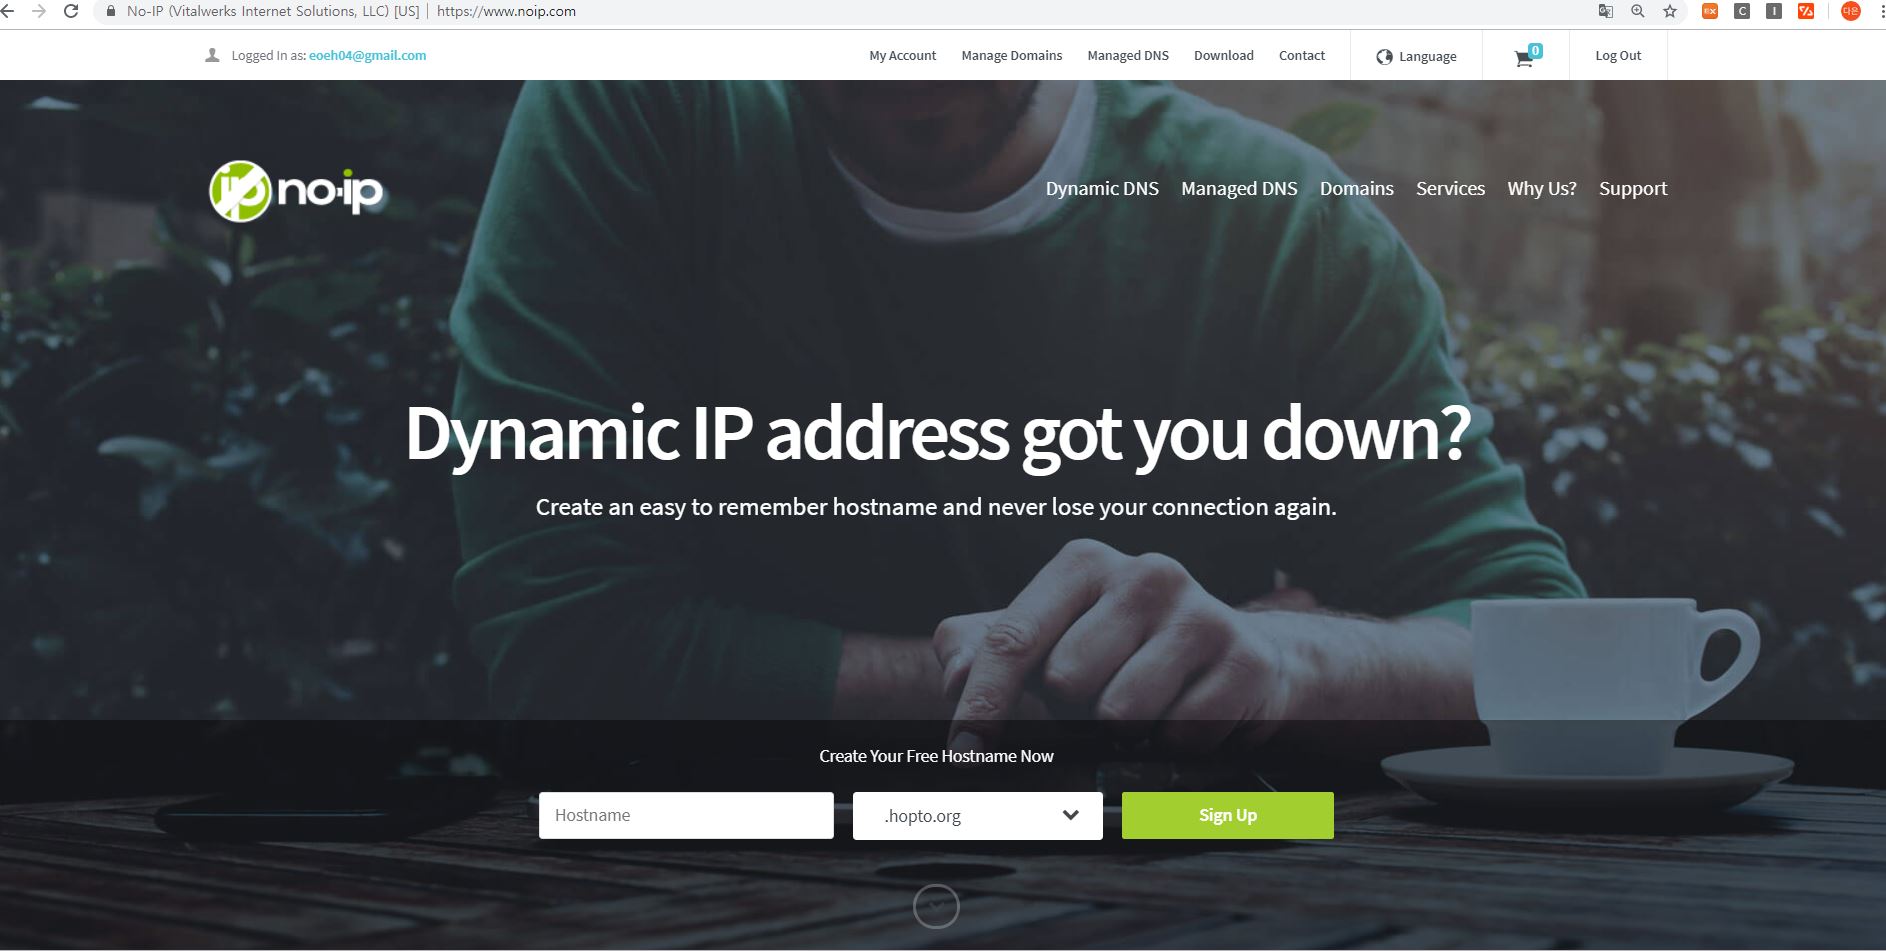 No-IP (Vitalwerks Internet Solutions, LLC) [US] | https://www.noip.com
다은
Logged In as: eoeh04@gmail.com
My Account Manage Domains Managed DNS Download Contact Language 0 Log Out
no-ip
Dynamic DNS Managed DNS Domains Services Why Us? Support
Dynamic IP address got you down?
Create an easy to remember hostname and never lose your connection again.
Create Your Free Hostname Now
Hostname .hopto.org Sign Up